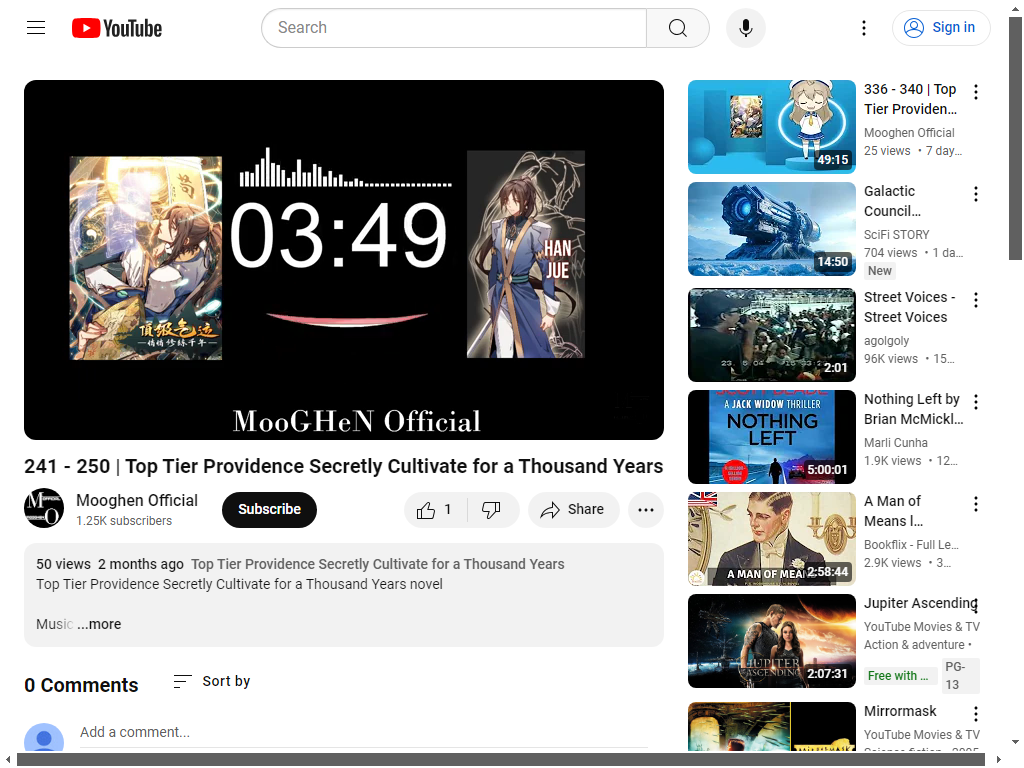 YouTube
Search
Sign in
03:49
HAN
JUE
頂級氣運
悄悄修練千年
MooGHeN Official
241 - 250 | Top Tier Providence Secretly Cultivate for a Thousand Years
Mooghen Official
1.25K subscribers
Subscribe
1
Share
50 views 2 months ago Top Tier Providence Secretly Cultivate for a Thousand Years
Top Tier Providence Secretly Cultivate for a Thousand Years novel
Music ...more
0 Comments
Sort by
Add a comment...
49:15
336 - 340 | Top
Tier Providen...
Mooghen Official
25 views • 7 day...
14:50
Galactic
Council...
SciFi STORY
704 views • 1 da...
New
2:01
Street Voices -
Street Voices
agolgoly
96K views • 15...
A JACK WIDOW THRILLER
NOTHING
LEFT
5:00:01
Nothing Left by
Brian McMickl...
Marli Cunha
1.9K views • 12...
A MAN OF MEA
2:58:44
A Man of
Means I...
Bookflix - Full Le...
2.9K views • 3...
JUPITER
ASCENDING
2:07:31
Jupiter Ascending
YouTube Movies & TV
Action & adventure •
Free with ...
PG-
13
Mirrormask
YouTube Movies & TV